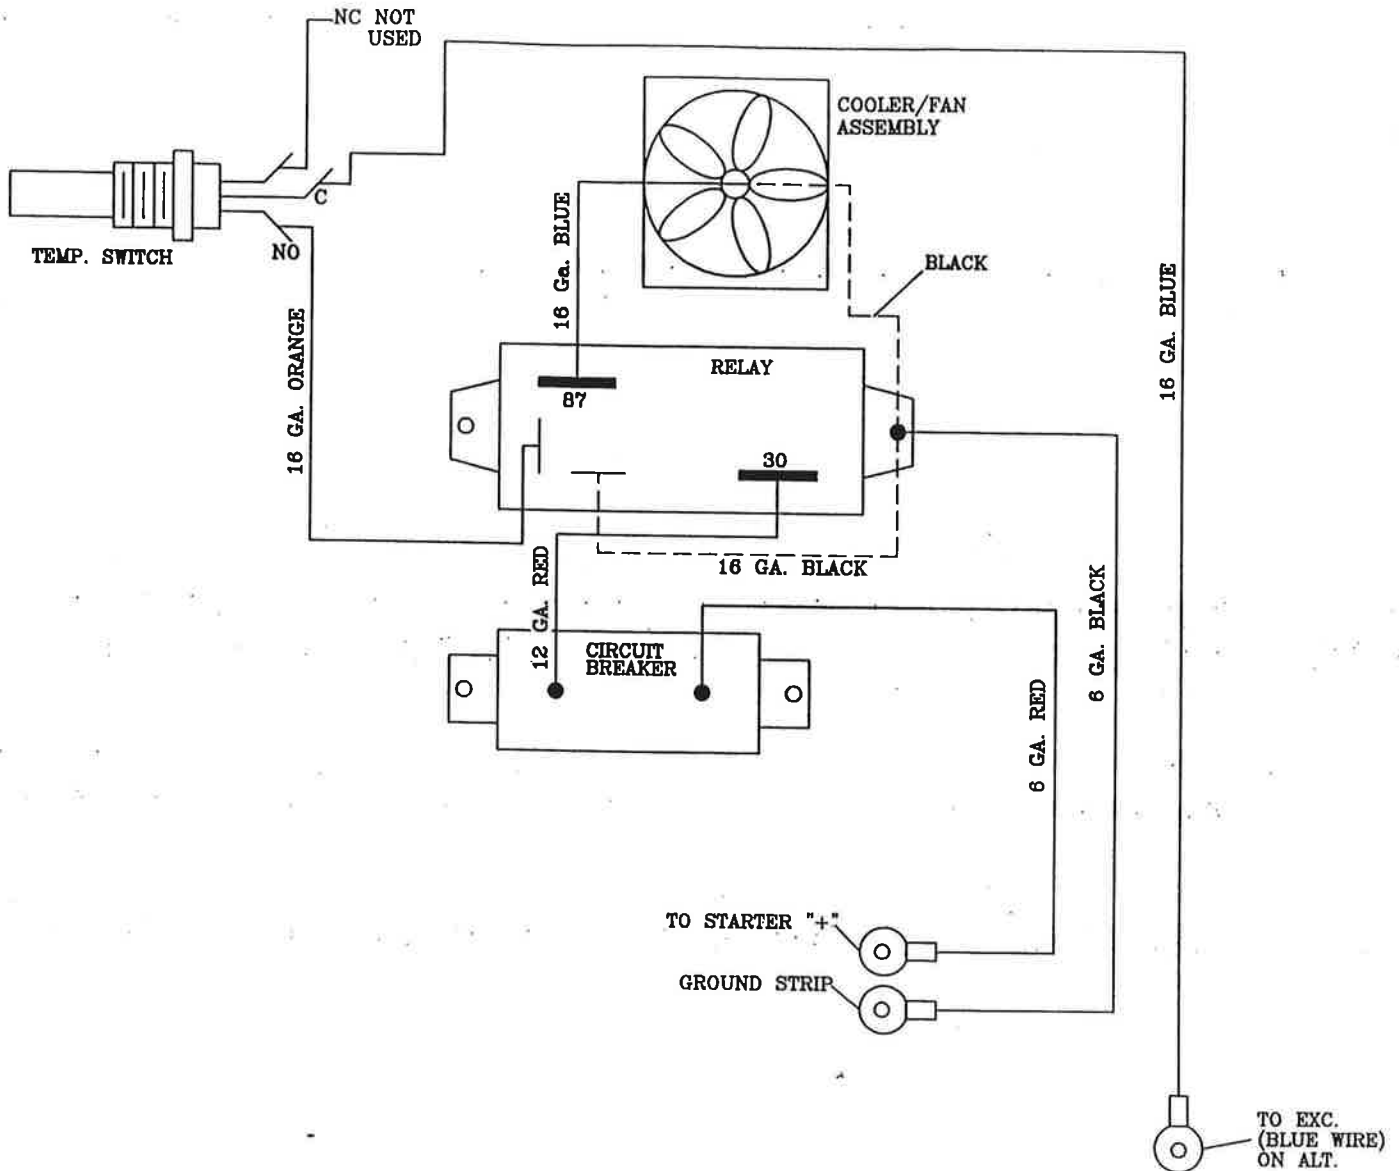 NC NOT
USED
COOLER/FAN
ASSEMBLY
C
TEMP. SWITCH
NO
16 Ga. BLUE
BLACK
16 GA. BLUE
16 GA. ORANGE
RELAY
87
30
16 GA. BLACK
12 GA. RED
CIRCUIT
BREAKER
6 GA. BLACK
6 GA. RED
TO STARTER "+"
GROUND STRIP
TO EXC.
(BLUE WIRE)
ON ALT.